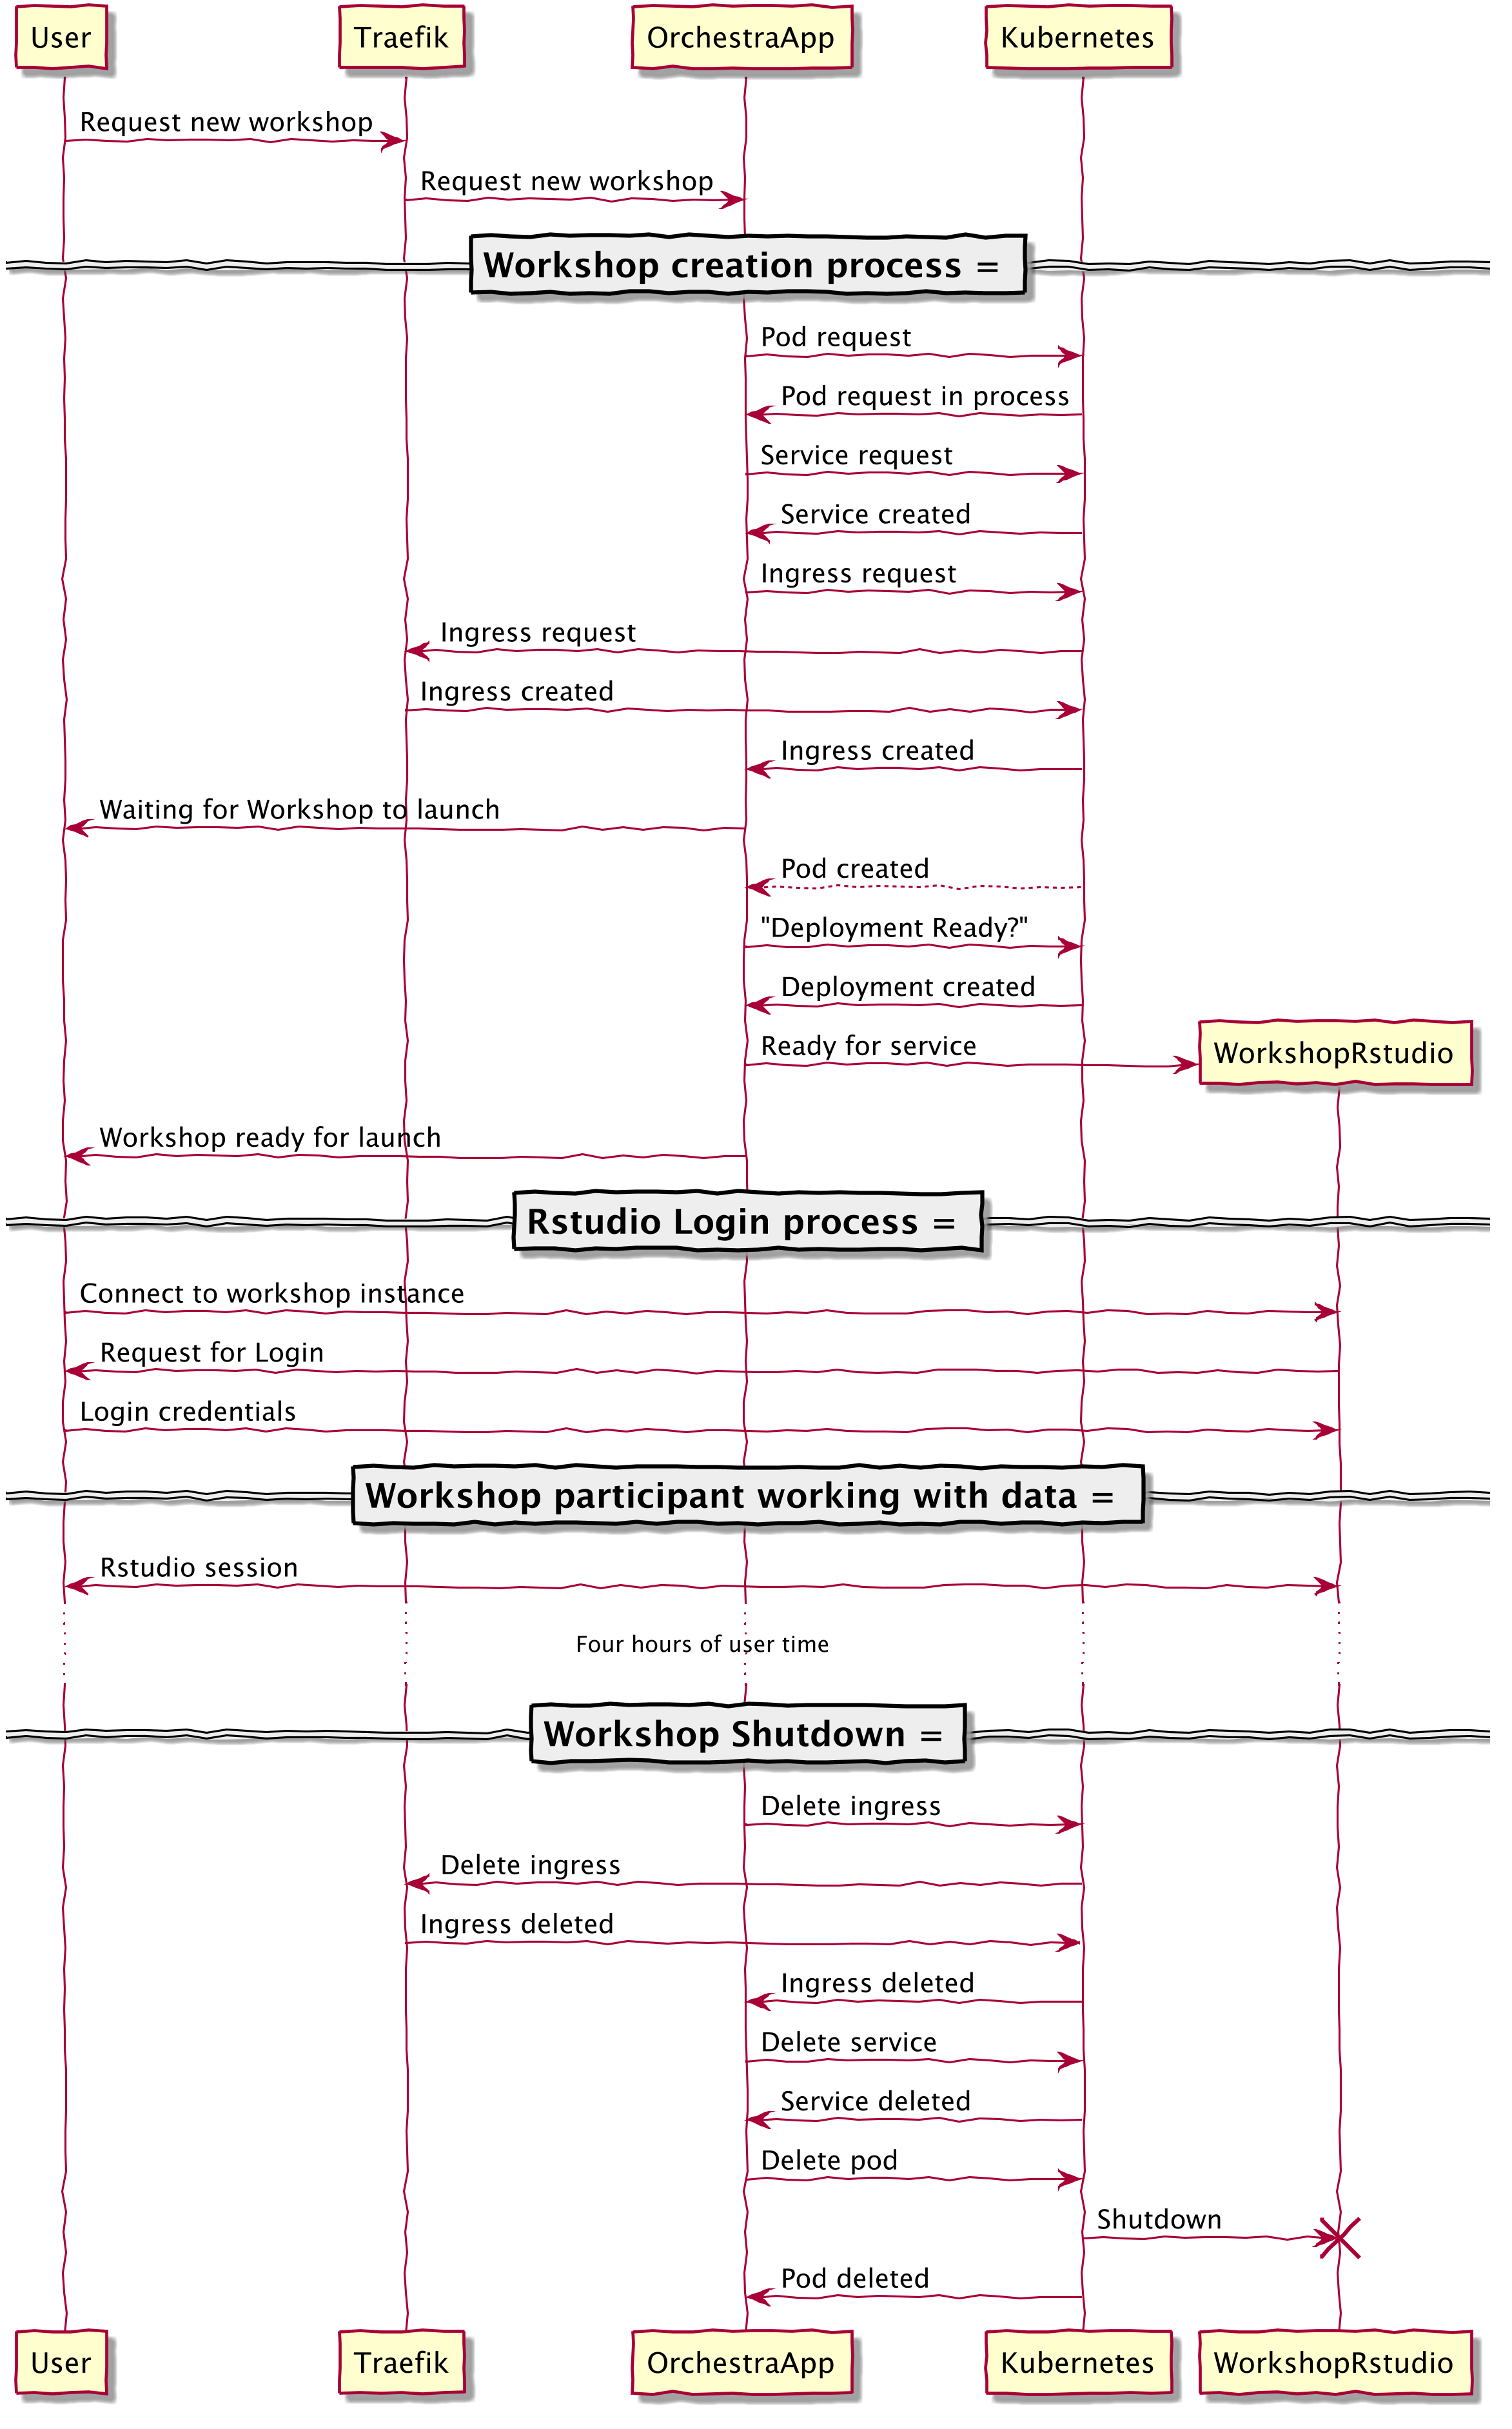 User Traefik OrchestraApp Kubernetes
Request new workshop
Request new workshop
Workshop creation process =
Pod request
Pod request in process
Service request
Service created
Ingress request
Ingress request
Ingress created
Ingress created
Waiting for Workshop to launch
Pod created
"Deployment Ready?"
Deployment created
Ready for service
WorkshopRstudio
Workshop ready for launch
Rstudio Login process =
Connect to workshop instance
Request for Login
Login credentials
Workshop participant working with data =
Rstudio session
Four hours of user time
Workshop Shutdown =
Delete ingress
Delete ingress
Ingress deleted
Ingress deleted
Delete service
Service deleted
Delete pod
Shutdown
Pod deleted
User Traefik OrchestraApp Kubernetes WorkshopRstudio